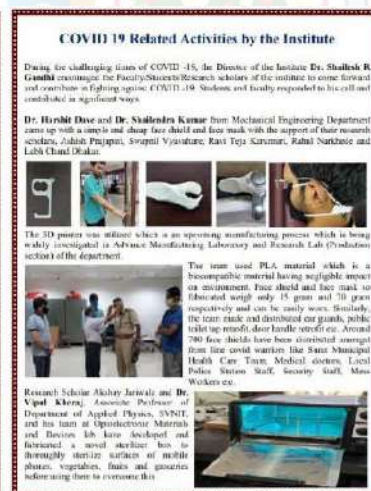 COVID 19 Related Activities by the Institute
During the challenging times of COVID -19, the Director of the Institute Dr. Shailesh R
Gandhi encourages the Faculty/Students/Research scholars of the institute to come forward
and contribute in fighting against COVID -19. Students and faculty responded to his call and
contributed in significant ways.
Dr. Harshit Dave and Dr. Shailendra Kumar from Mechanical Engineering Department
came up with a simple and cheap face shield and face mask with the support of their research
scholars, Ashish Prajapati, Swapnil Vyavahare, Ravi Teja Karumuri, Rahul Narkhede and
Labh Chand Dhakar.
The 3D printer was utilized which is an upcoming manufacturing process which is being
widely investigated in Advance Manufacturing Laboratory and Research Lab (Production
section) of the department.
The team used PLA material which is a
biocompatible material having negligible impact
on environment. Face shield and face mask so
fabricated weigh only 15 gram and 20 gram
respectively and can be easily worn. Similarly,
the team made and distributed ear guards, public
toilet tap retrofit, door handle retrofit etc. Around
700 face shields have been distributed amongst
front line covid warriors like Surat Municipal
Health Care Team, Medical doctors, Local
Police Station Staff, Security Staff, Mess
Workers etc.
Research Scholar Akshay Jariwala and Dr.
Vipul Kheraj, Associate Professor of
Department of Applied Physics, SVNIT,
and his team at Optoelectronic Materials
and Devices lab have developed and
fabricated a novel sterilizer box to
thoroughly sterilize surfaces of mobile
phones, vegetables, fruits and groceries
before using them to overcome this